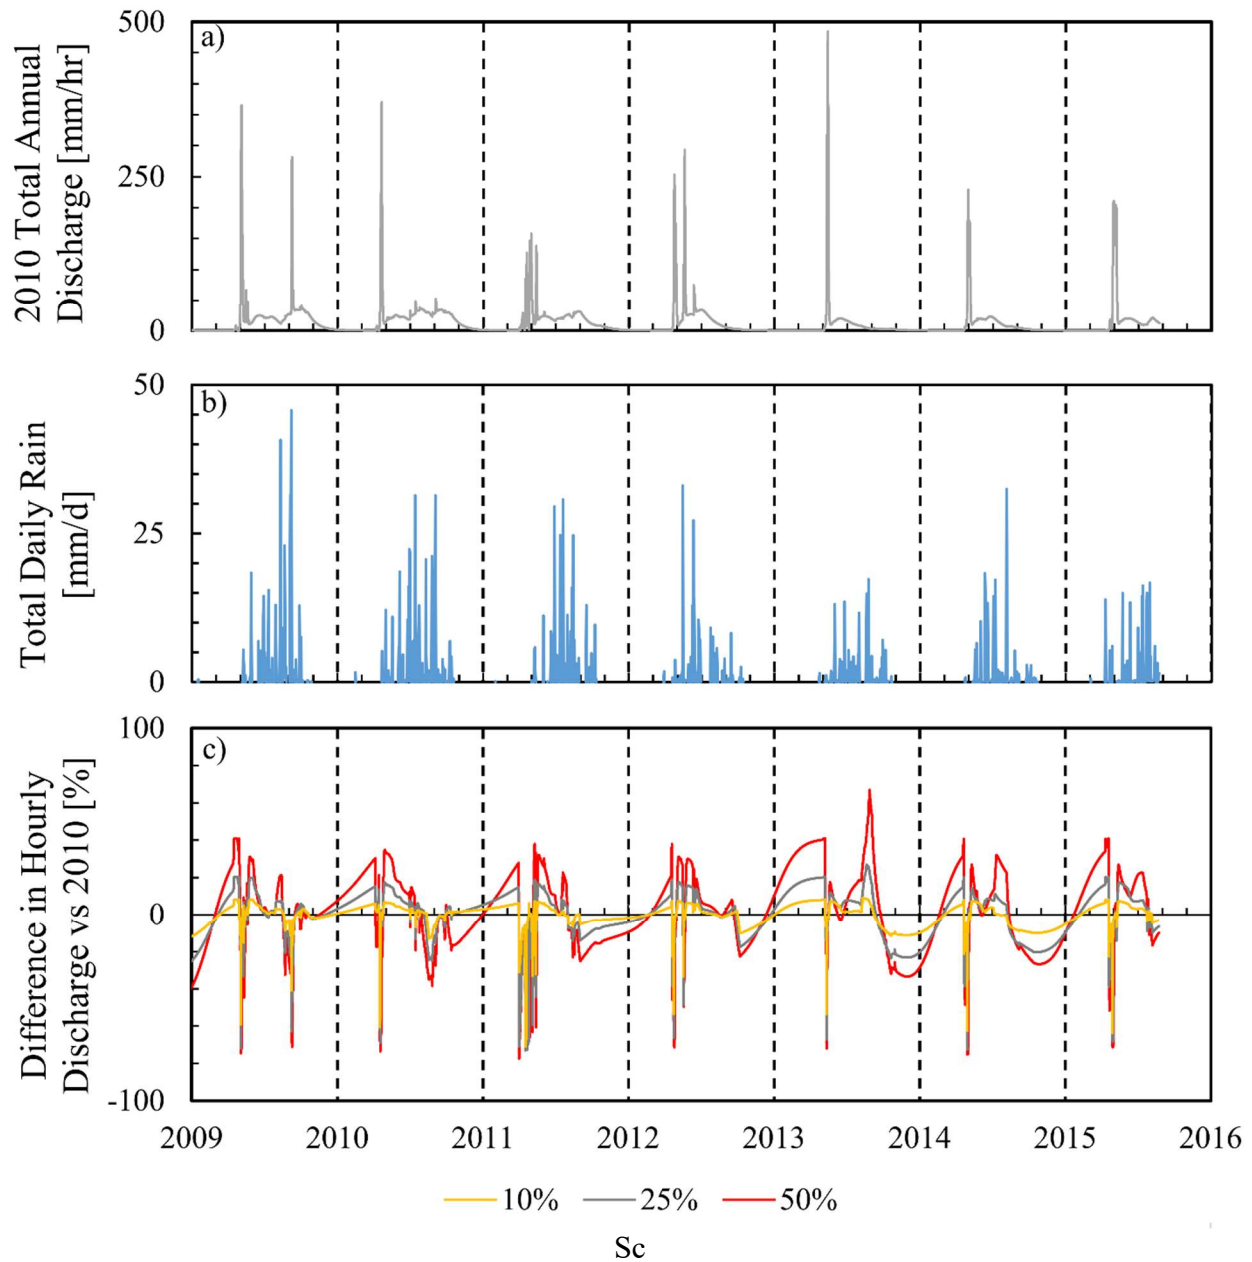 2010 Total Annual
Discharge [mm/hr]
500
250
0
a)
Total Daily Rain
[mm/d]
50
25
0
b)
Difference in Hourly
Discharge vs 2010 [%]
100
0
-100
c)
2009 2010 2011 2012 2013 2014 2015 2016
10% 25% 50%
Sc